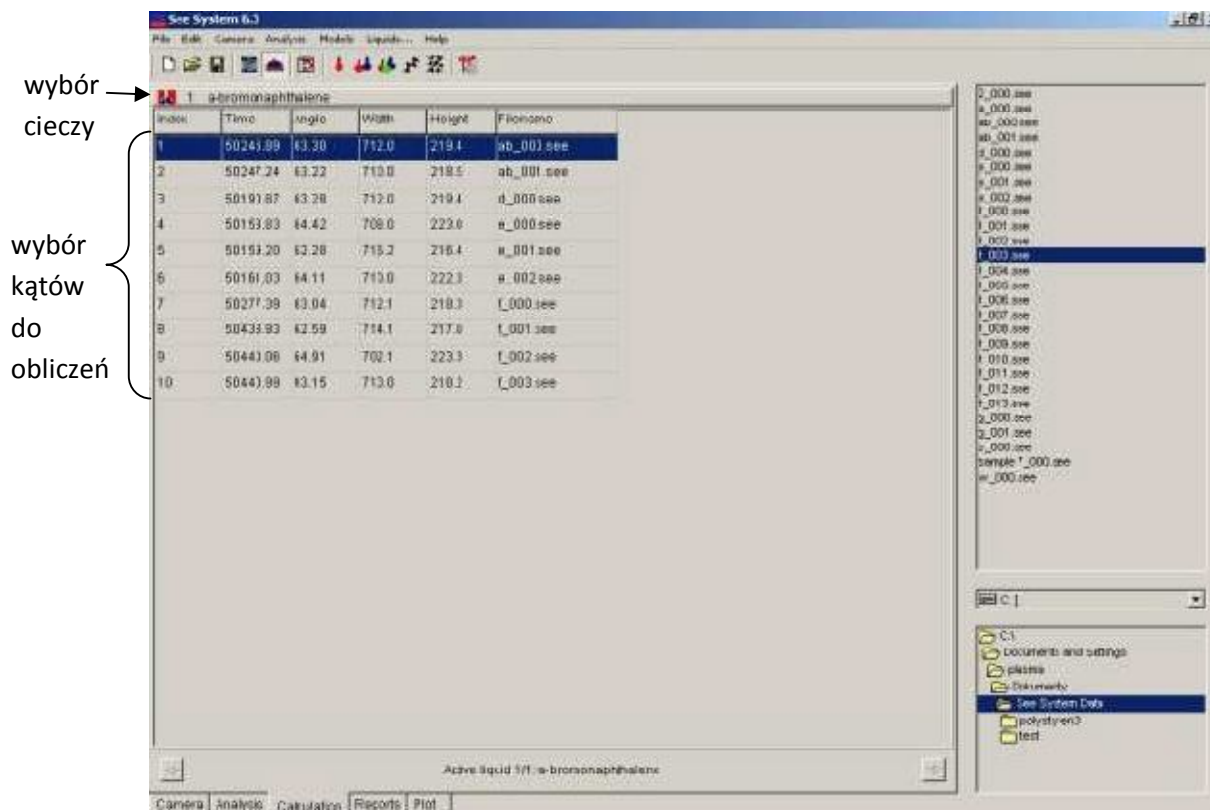 See System 6.3
File Edit Camera Analysis Models Liquids... Help
wybór
cieczy
1 a-bromonaphthalene
Index Time Angle Width Height Filename
wybór
kątów
do
obliczeń
1 63.30 712.0 219.4
2 50247.24 63.22 713.0 218.5 ab_001.see
3 50193.87 63.28 712.0 219.4 d_000.see
4 50153.83 64.42 708.0 223.0 e_000.see
5 50153.20 62.28 715.2 216.4 e_001.see
6 50161.03 64.11 713.0 222.3 e_002.see
7 50277.39 63.04 712.1 218.3 f_000.see
8 50433.93 62.59 714.1 217.0 f_001.see
9 50443.06 64.91 702.1 223.3 f_002.see
10 50443.99 63.15 713.0 218.2 f_003.see
2_000.see
a_000.see
ab_000.see
ab_001.see
d_000.see
e_000.see
e_001.see
e_002.see
f_000.see
f_001.see
f_002.see
f_003.see
f_004.see
f_005.see
f_006.see
f_007.see
f_008.see
f_009.see
f_010.see
f_011.see
f_012.see
f_013.see
g_000.see
g_001.see
sample f_000.see
w_000.see
C:\
Documents and Settings
plasma
Dokumenty
See System Data
polystyren3
test
Active liquid 1/1: a-bromonaphthalene
Camera Analysis Calculation Reports Plot